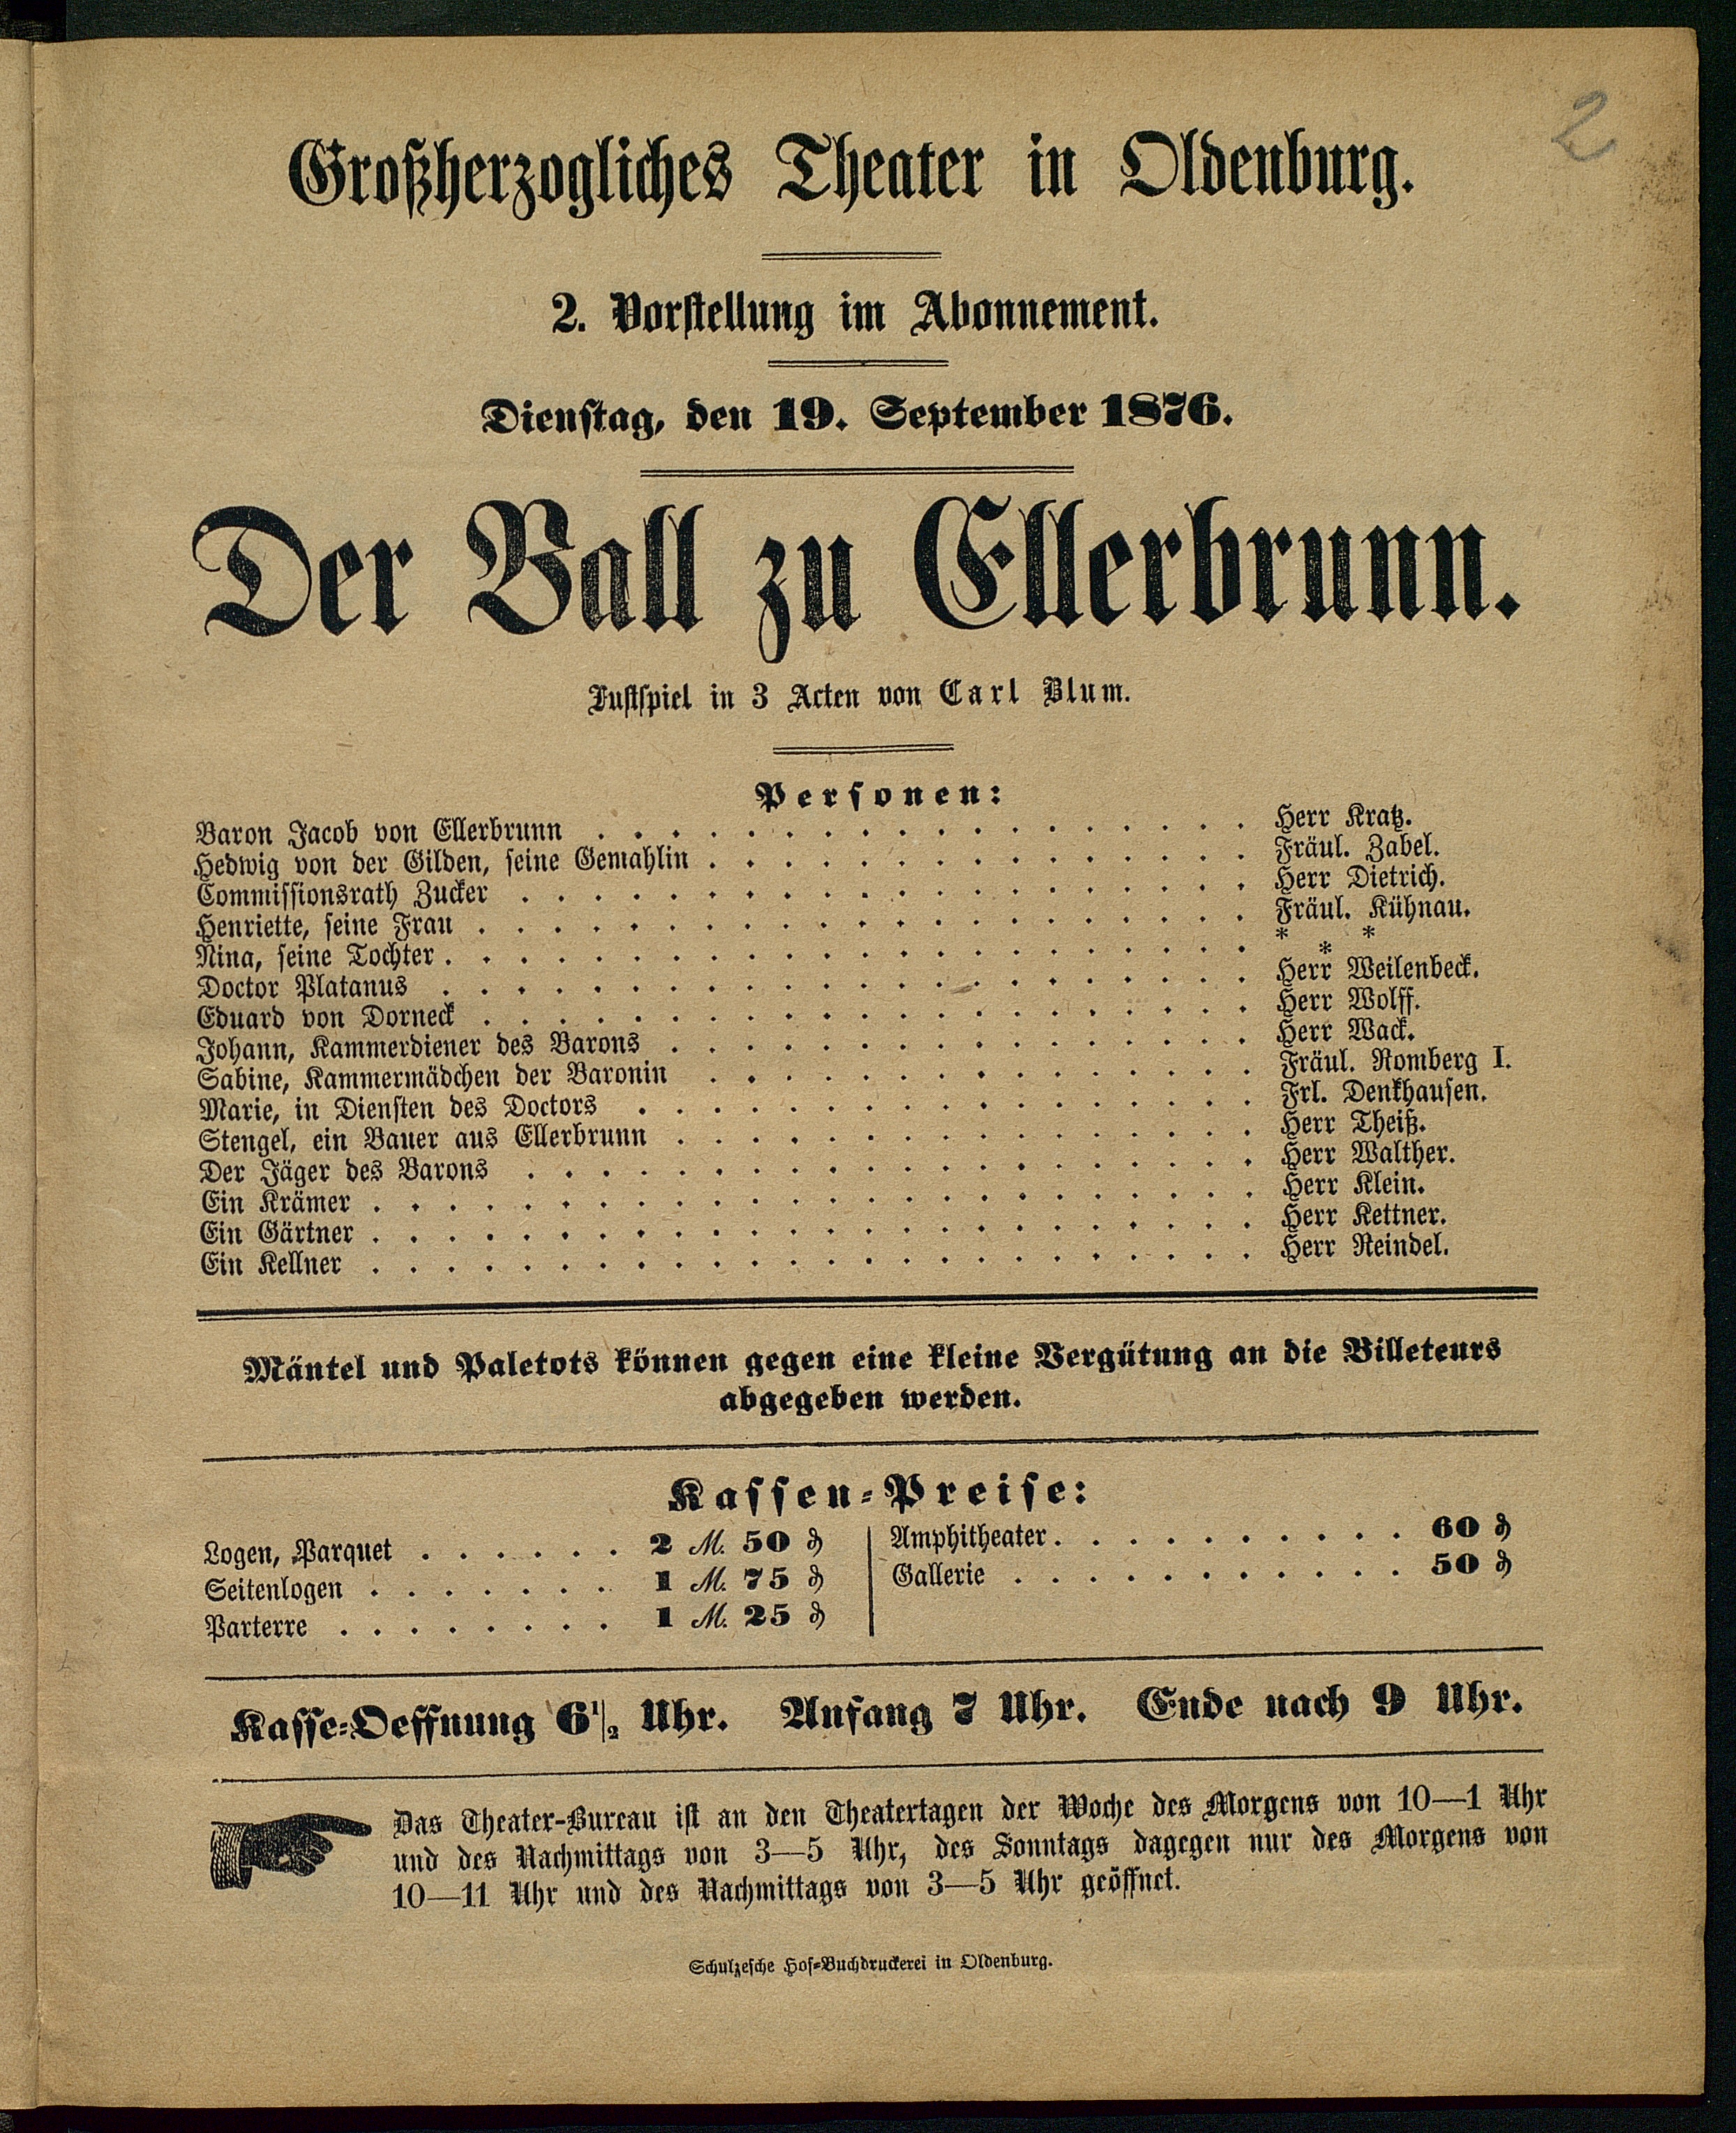 2
Großherzogliches Theater in Oldenburg.
2. Vorstellung im Abonnement.
Dienstag, den 19. September 1876.
Der Ball zu Ellerbrunn.
Lustspiel in 3 Acten von Carl Blum.
Personen:
Baron Jacob von Ellerbrunn . . . . . . . . . . . . . . . . . . Herr Kratz.
Hedwig von der Gilden, seine Gemahlin . . . . . . . . . . . . . . . Fräul. Zabel.
Commissionsrath Zucker . . . . . . . . . . . . . . . . . . . . Herr Dietrich.
Henriette, seine Frau . . . . . . . . . . . . . . . . . . . . . Fräul. Kühnau.
Nina, seine Tochter . . . . . . . . . . . . . . . . . . . . . . * * *
Doctor Platanus . . . . . . . . . . . . . . . . . . . . . . Herr Weilenbeck.
Eduard von Dorneck . . . . . . . . . . . . . . . . . . . . . Herr Wolff.
Johann, Kammerdiener des Barons . . . . . . . . . . . . . . . . Herr Wack.
Sabine, Kammermädchen der Baronin . . . . . . . . . . . . . . . Fräul. Romberg I.
Marie, in Diensten des Doctors . . . . . . . . . . . . . . . . . Frl. Denkhausen.
Stengel, ein Bauer aus Ellerbrunn . . . . . . . . . . . . . . . . Herr Theiß.
Der Jäger des Barons . . . . . . . . . . . . . . . . . . . . Herr Walther.
Ein Krämer . . . . . . . . . . . . . . . . . . . . . . . . Herr Klein.
Ein Gärtner . . . . . . . . . . . . . . . . . . . . . . . . Herr Kettner.
Ein Kellner . . . . . . . . . . . . . . . . . . . . . . . . Herr Reindel.
Mäntel und Paletots können gegen eine kleine Vergütung an die Billeteurs
abgegeben werden.
Kassen-Preise:
Logen, Parquet . . . . . . 2 M. 50 ₰
Seitenlogen . . . . . . . 1 M. 75 ₰
Parterre . . . . . . . . 1 M. 25 ₰
Amphitheater . . . . . . . . . . 60 ₰
Gallerie . . . . . . . . . . . 50 ₰
Kasse-Oeffnung 6 1/2 Uhr. Anfang 7 Uhr. Ende nach 9 Uhr.
Das Theater-Bureau ist an den Theatertagen der Woche des Morgens von 10—1 Uhr
und des Nachmittags von 3—5 Uhr, des Sonntags dagegen nur des Morgens von
10—11 Uhr und des Nachmittags von 3—5 Uhr geöffnet.
Schulzesche Hof-Buchdruckerei in Oldenburg.